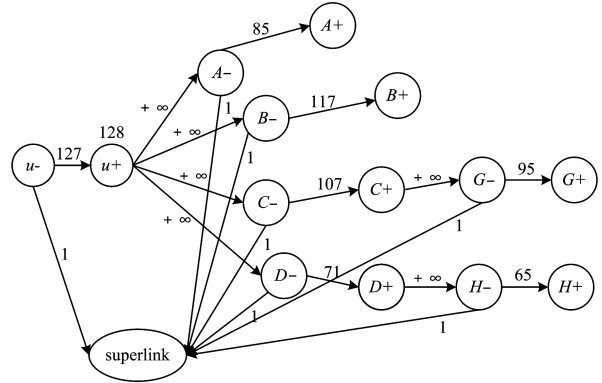 85
A+
A−
+ ∞
1
117
B+
128
+ ∞
B−
127
1
u-
u+
+ ∞
107
+ ∞
95
C−
C+
G−
G+
+ ∞
1
1
1
D−
71
+ ∞
65
D+
H−
H+
1
1
superlink